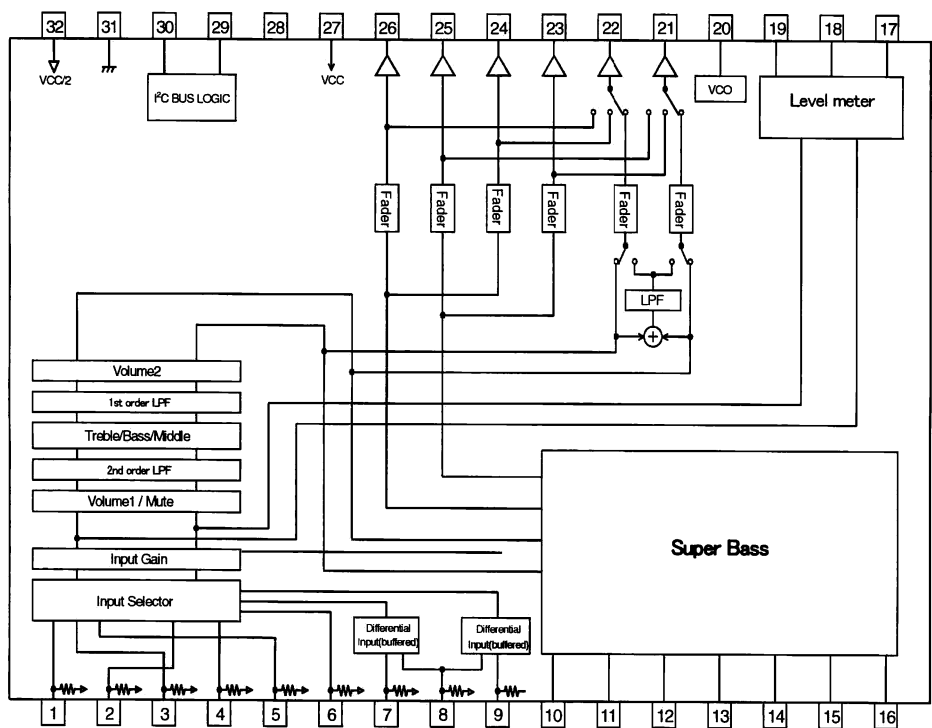 32 31 30 29 28 27 26 25 24 23 22 21 20 19 18 17
VCC/2
VCC
I²C BUS LOGIC
VCO
Level meter
Fader Fader Fader Fader Fader Fader
LPF
Volume2
1st order LPF
Treble/Bass/Middle
2nd order LPF
Volume1 / Mute
Input Gain
Input Selector
Super Bass
Differential
Input(buffered)
Differential
Input(buffered)
1 2 3 4 5 6 7 8 9 10 11 12 13 14 15 16